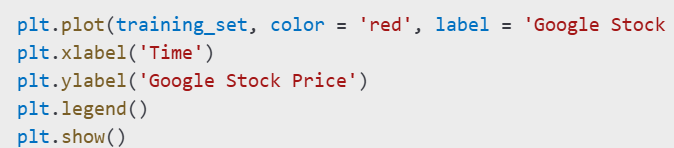 plt.plot(training_set, color = 'red', label = 'Google Stock
plt.xlabel('Time')
plt.ylabel('Google Stock Price')
plt.legend()
plt.show()